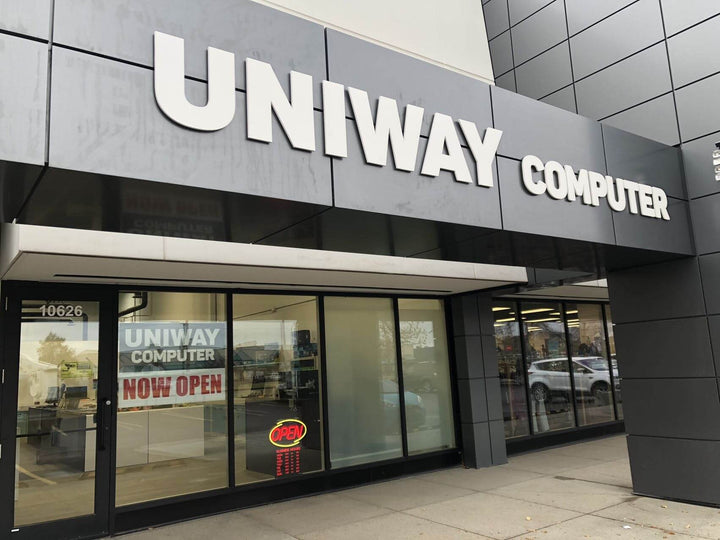 UNIWAY COMPUTER
10626
UNIWAY
COMPUTER
NOW OPEN
OPEN